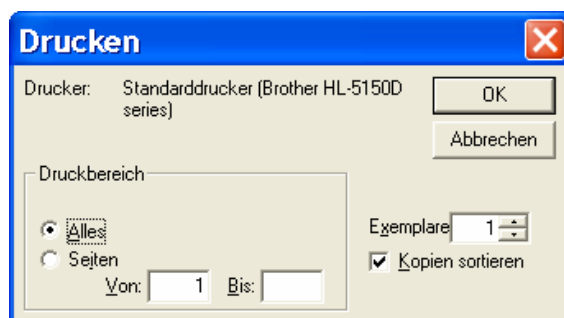 Drucken
Drucker: Standarddrucker (Brother HL-5150D
series)
OK
Abbrechen
Druckbereich
Alles
Seiten
Von: 1 Bis:
Exemplare 1
Kopien sortieren